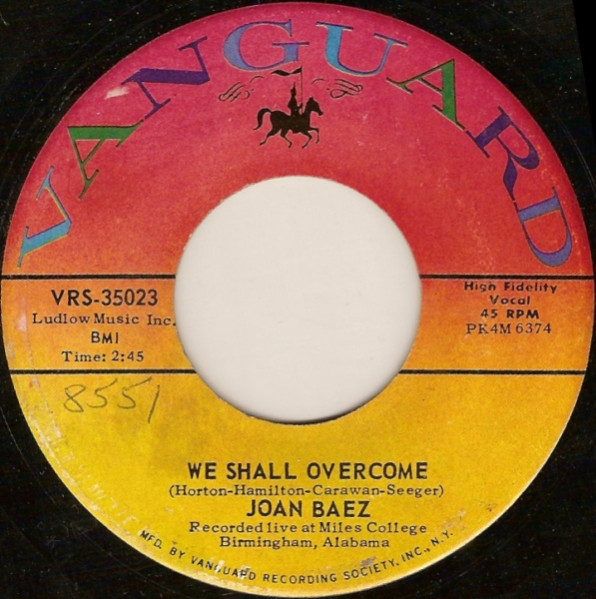 VANGUARD
VRS-35023
Ludlow Music Inc.
BMI
Time: 2:45
High Fidelity
Vocal
45 RPM
PK4M 6374
8551
WE SHALL OVERCOME
(Horton-Hamilton-Carawan-Seeger)
JOAN BAEZ
Recorded live at Miles College
Birmingham, Alabama
MFD. BY VANGUARD RECORDING SOCIETY, INC., N.Y.